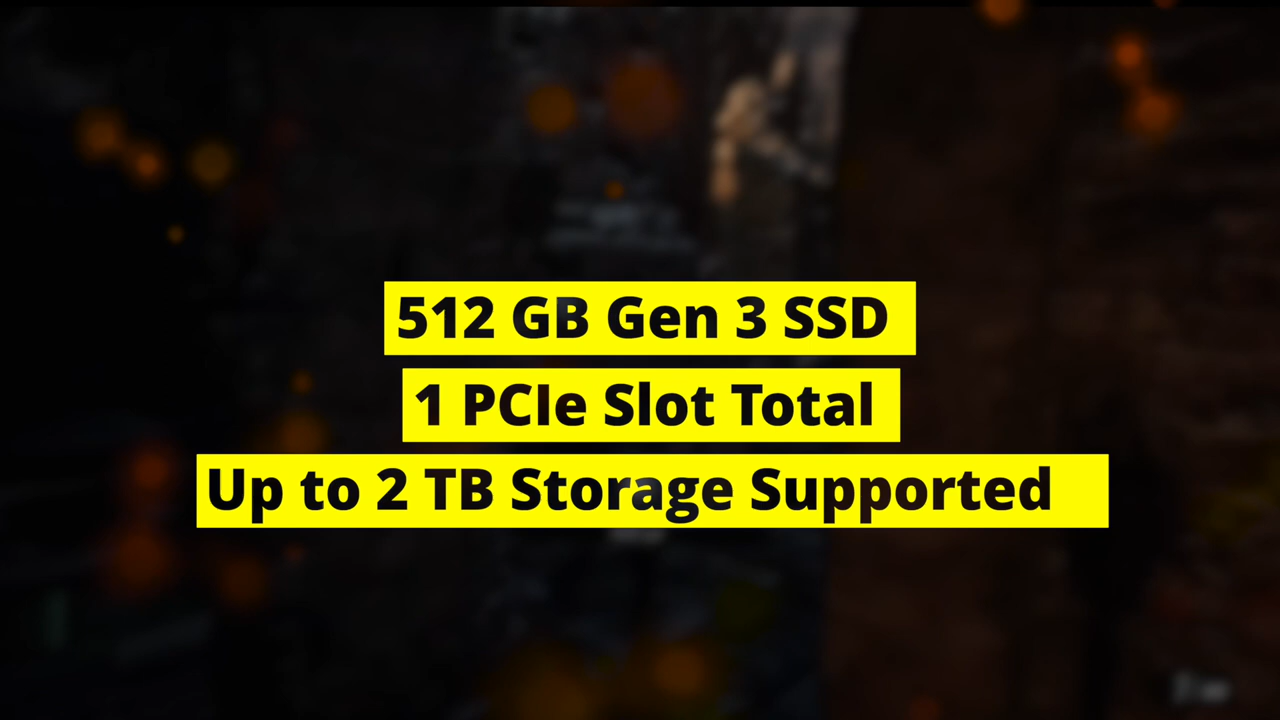 512 GB Gen 3 SSD
1 PCIe Slot Total
Up to 2 TB Storage Supported